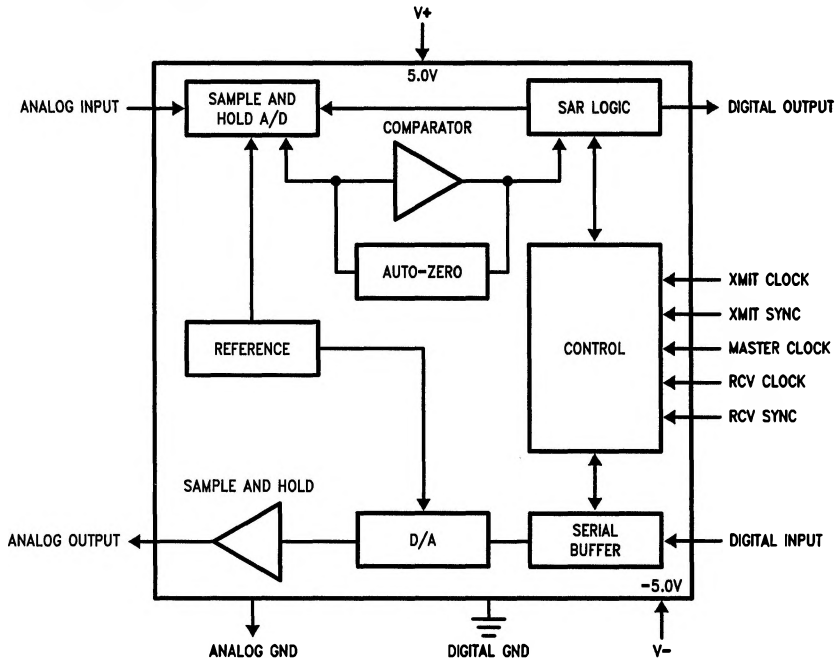 V+
5.0V
ANALOG INPUT
SAMPLE AND
HOLD A/D
SAR LOGIC
DIGITAL OUTPUT
COMPARATOR
AUTO-ZERO
XMIT CLOCK
XMIT SYNC
REFERENCE
CONTROL
MASTER CLOCK
RCV CLOCK
RCV SYNC
SAMPLE AND HOLD
ANALOG OUTPUT
D/A
SERIAL
BUFFER
DIGITAL INPUT
-5.0V
ANALOG GND
DIGITAL GND
V-